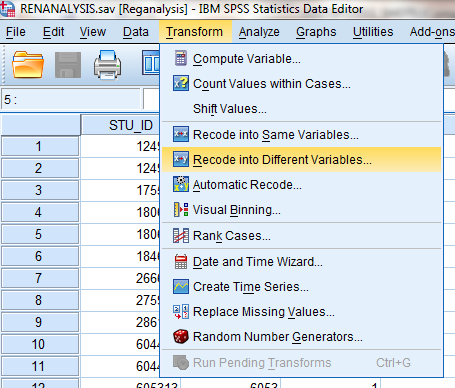 RENANALYSIS.sav [Reganalysis] - IBM SPSS Statistics Data Editor
File Edit View Data Transform Analyze Graphs Utilities Add-ons
5 :
Compute Variable...
Count Values within Cases...
Shift Values...
Recode into Same Variables...
Recode into Different Variables...
Automatic Recode...
Visual Binning...
Rank Cases...
Date and Time Wizard...
Create Time Series...
Replace Missing Values...
Random Number Generators...
Run Pending Transforms Ctrl+G
STU_ID
1 1249
2 1249
3 1755
4 1806
5 1806
6 1840
7 2666
8 2759
9 286
10 6044
11 6044
12 605313 6053 1